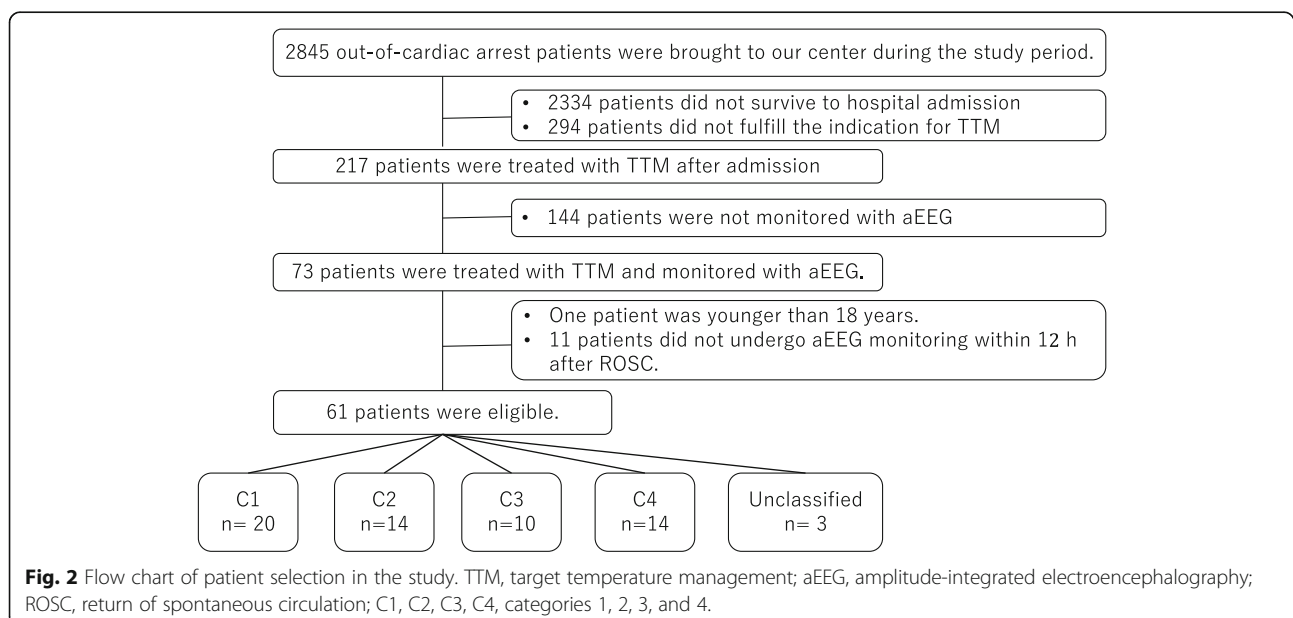 2845 out-of-cardiac arrest patients were brought to our center during the study period.
• 2334 patients did not survive to hospital admission
• 294 patients did not fulfill the indication for TTM
217 patients were treated with TTM after admission
• 144 patients were not monitored with aEEG
73 patients were treated with TTM and monitored with aEEG.
• One patient was younger than 18 years.
• 11 patients did not undergo aEEG monitoring within 12 h
after ROSC.
61 patients were eligible.
C1
n= 20
C2
n=14
C3
n=10
C4
n=14
Unclassified
n= 3
Fig. 2 Flow chart of patient selection in the study. TTM, target temperature management; aEEG, amplitude-integrated electroencephalography;
ROSC, return of spontaneous circulation; C1, C2, C3, C4, categories 1, 2, 3, and 4.